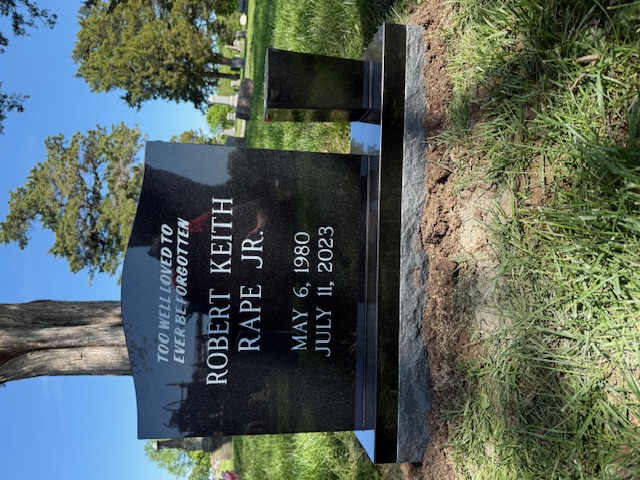 TOO WELL LOVED TO
EVER BE FORGOTTEN
ROBERT KEITH
RAPE JR.
MAY 6, 1980
JULY 11, 2023